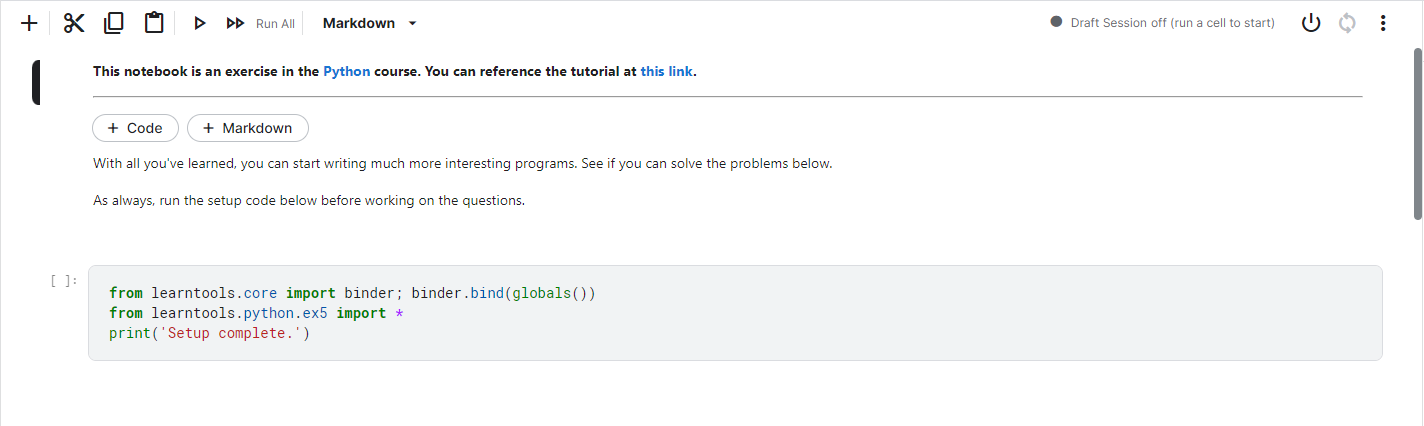 Run All Markdown Draft Session off (run a cell to start)
This notebook is an exercise in the Python course. You can reference the tutorial at this link.
+ Code + Markdown
With all you've learned, you can start writing much more interesting programs. See if you can solve the problems below.
As always, run the setup code below before working on the questions.
[ ]:
from learntools.core import binder; binder.bind(globals())
from learntools.python.ex5 import *
print('Setup complete.')